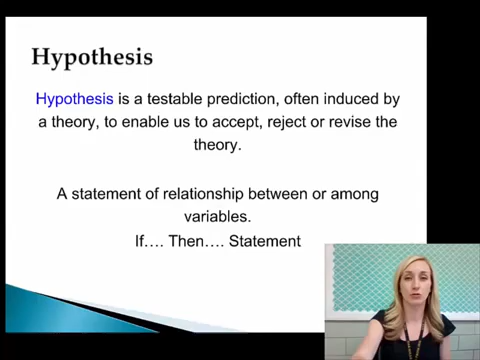 Hypothesis
Hypothesis is a testable prediction, often induced by
a theory, to enable us to accept, reject or revise the
theory.
A statement of relationship between or among
variables.
If…. Then…. Statement